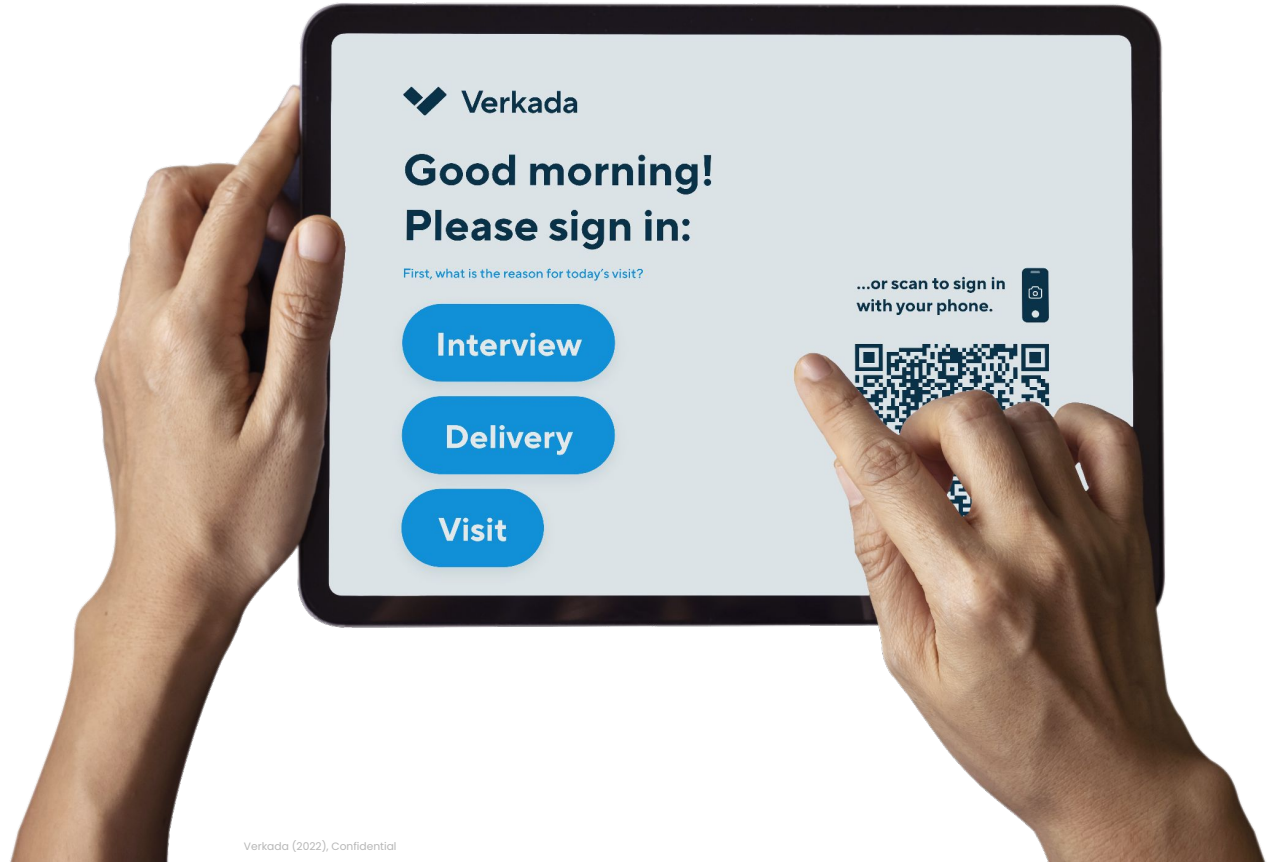 Verkada
Good morning!
Please sign in:
First, what is the reason for today's visit?
...or scan to sign in
with your phone.
Interview
Delivery
Visit
Verkada (2022), Confidential